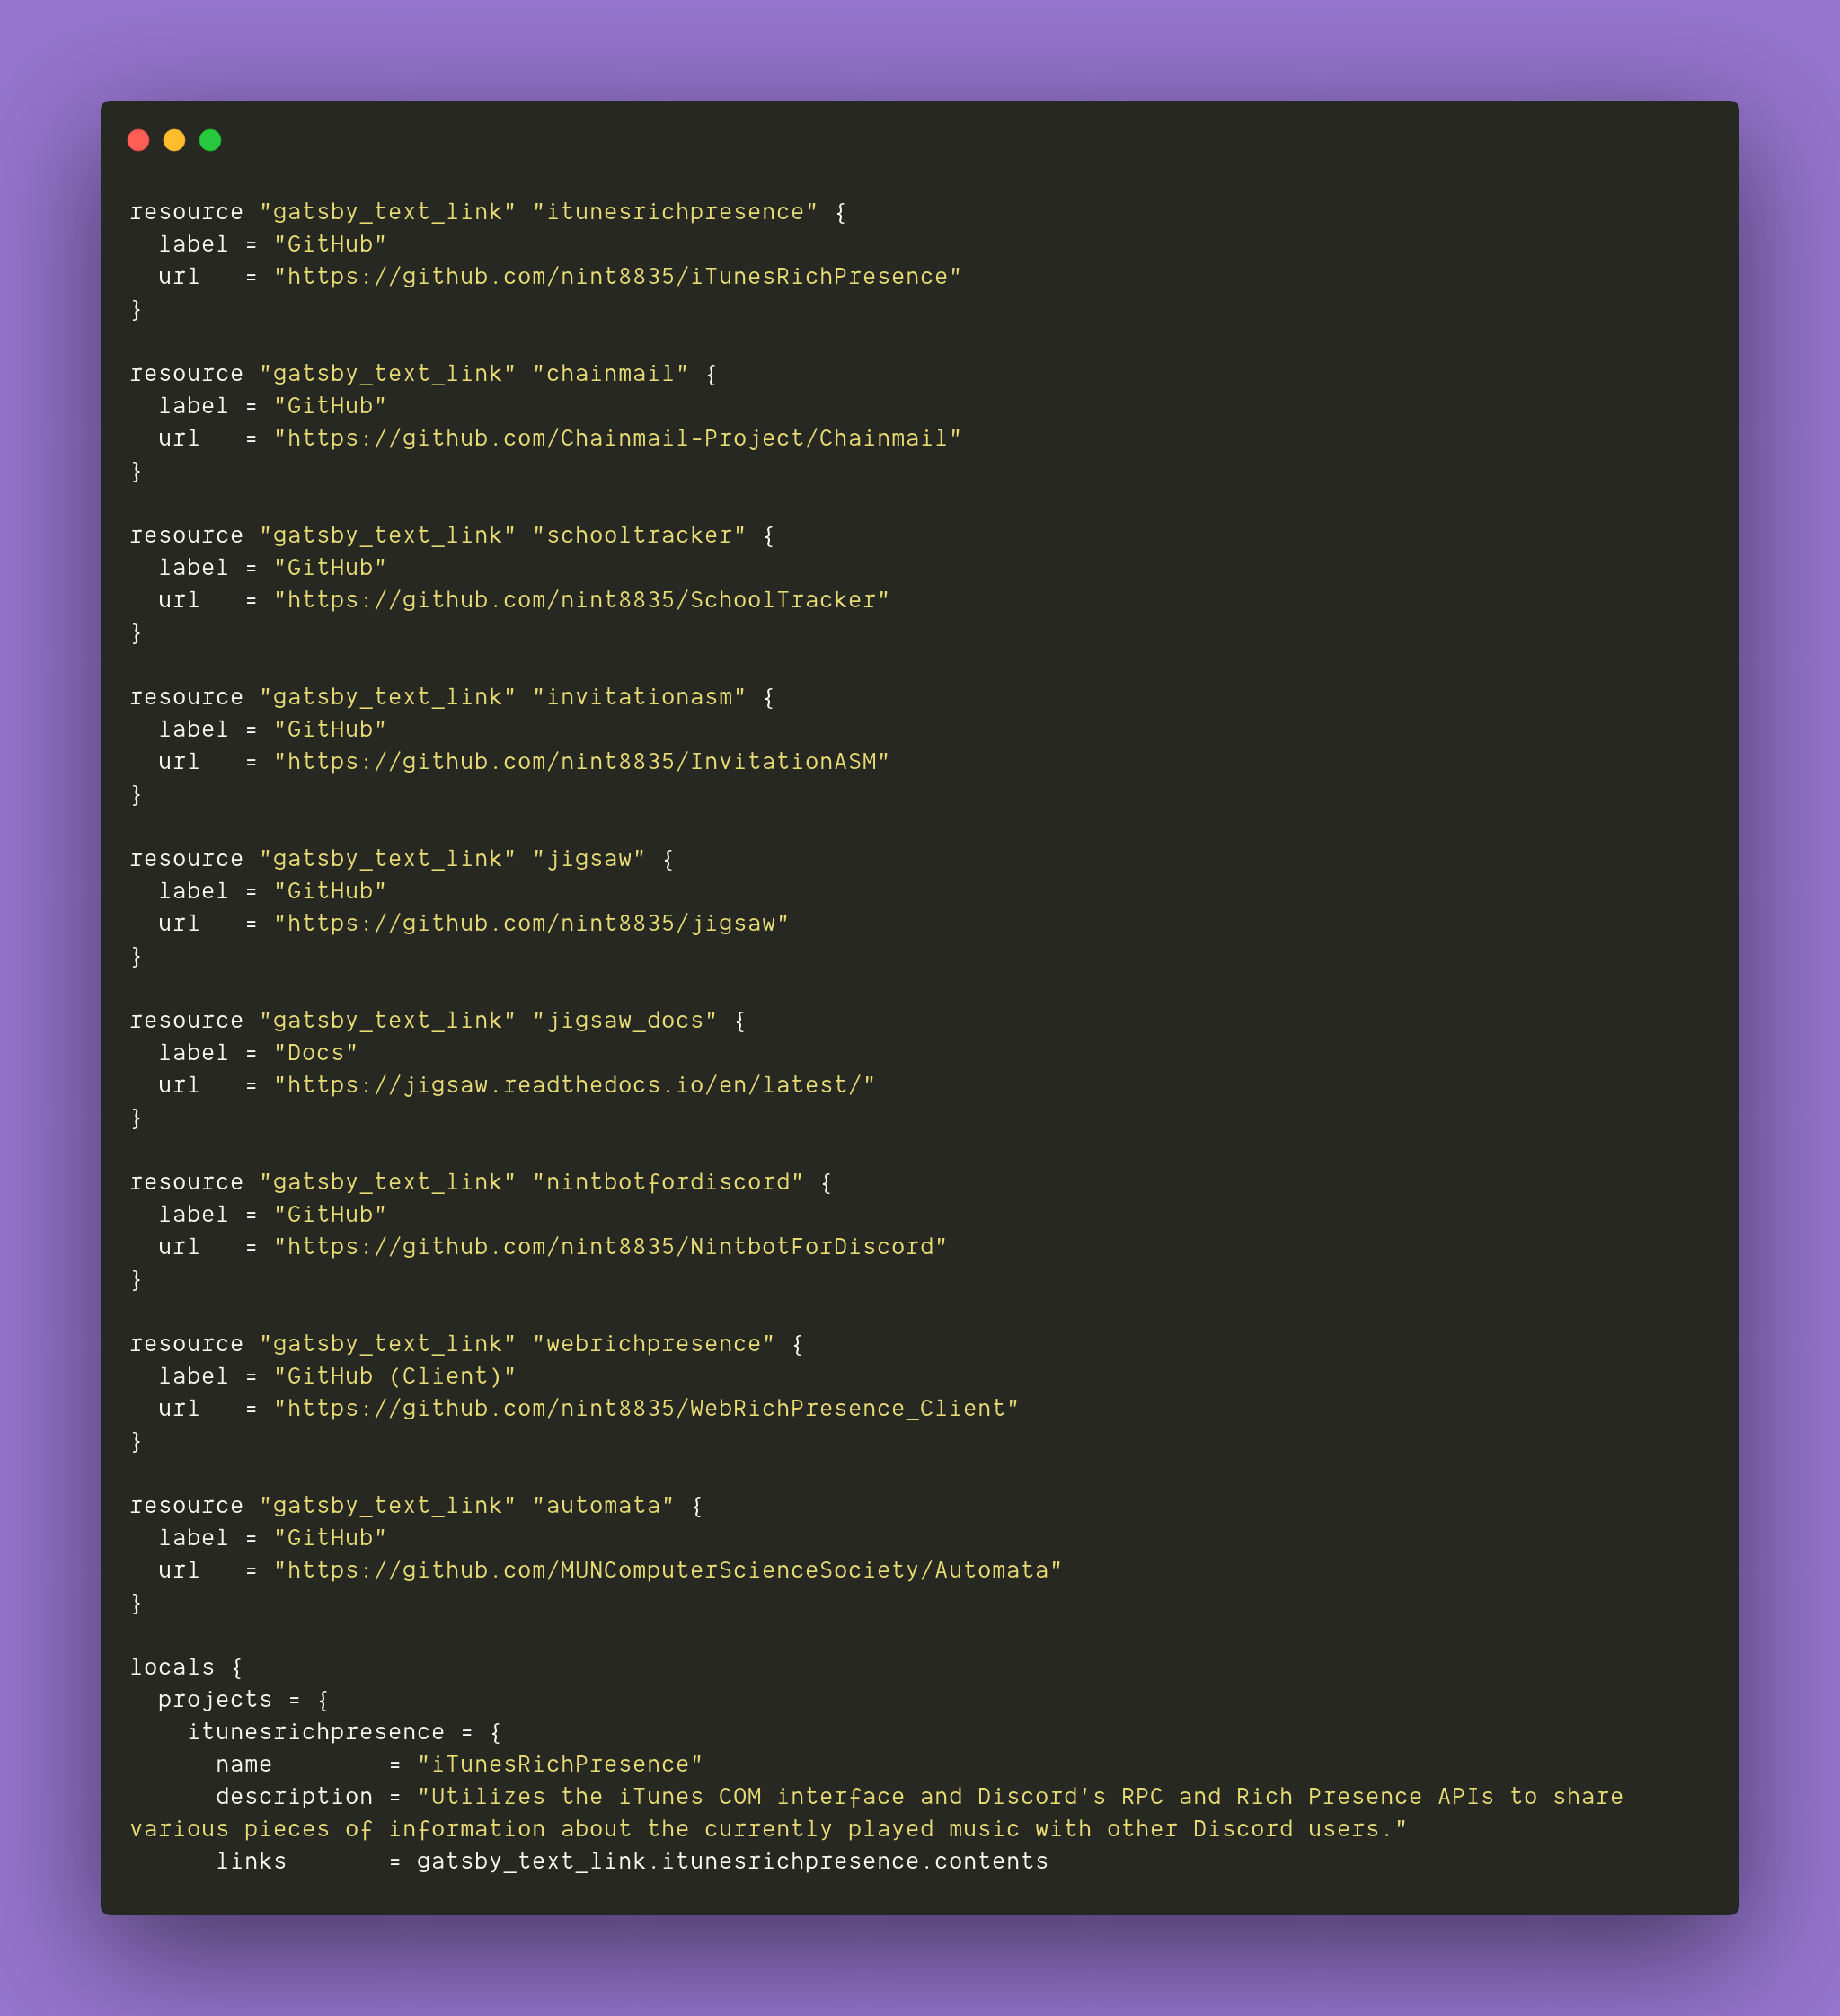 resource "gatsby_text_link" "itunesrichpresence" {
  label = "GitHub"
  url   = "https://github.com/nint8835/iTunesRichPresence"
}

resource "gatsby_text_link" "chainmail" {
  label = "GitHub"
  url   = "https://github.com/Chainmail-Project/Chainmail"
}

resource "gatsby_text_link" "schooltracker" {
  label = "GitHub"
  url   = "https://github.com/nint8835/SchoolTracker"
}

resource "gatsby_text_link" "invitationasm" {
  label = "GitHub"
  url   = "https://github.com/nint8835/InvitationASM"
}

resource "gatsby_text_link" "jigsaw" {
  label = "GitHub"
  url   = "https://github.com/nint8835/jigsaw"
}

resource "gatsby_text_link" "jigsaw_docs" {
  label = "Docs"
  url   = "https://jigsaw.readthedocs.io/en/latest/"
}

resource "gatsby_text_link" "nintbotfordiscord" {
  label = "GitHub"
  url   = "https://github.com/nint8835/NintbotForDiscord"
}

resource "gatsby_text_link" "webrichpresence" {
  label = "GitHub (Client)"
  url   = "https://github.com/nint8835/WebRichPresence_Client"
}

resource "gatsby_text_link" "automata" {
  label = "GitHub"
  url   = "https://github.com/MUNComputerScienceSociety/Automata"
}

locals {
  projects = {
    itunesrichpresence = {
      name        = "iTunesRichPresence"
      description = "Utilizes the iTunes COM interface and Discord's RPC and Rich Presence APIs to share
various pieces of information about the currently played music with other Discord users."
      links       = gatsby_text_link.itunesrichpresence.contents